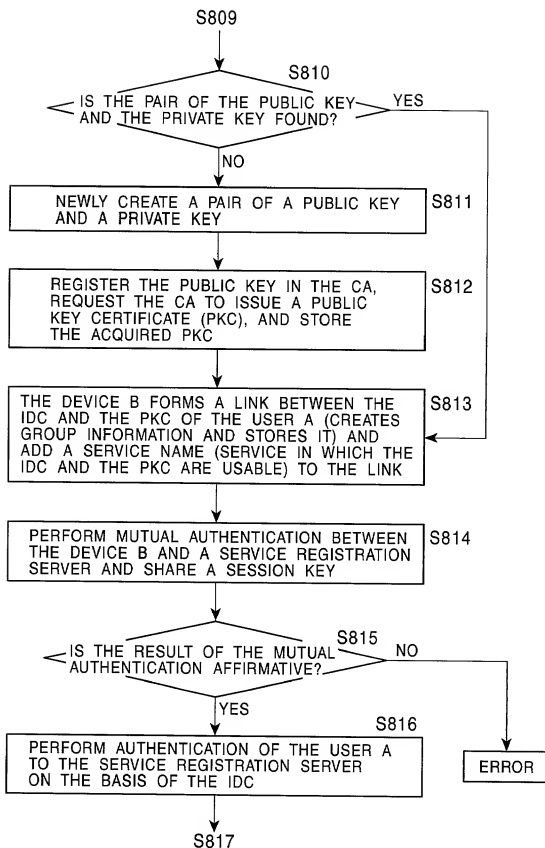 S809
S810
IS THE PAIR OF THE PUBLIC KEY
AND THE PRIVATE KEY FOUND?
YES
NO
NEWLY CREATE A PAIR OF A PUBLIC KEY
AND A PRIVATE KEY
S811
REGISTER THE PUBLIC KEY IN THE CA,
REQUEST THE CA TO ISSUE A PUBLIC
KEY CERTIFICATE (PKC), AND STORE
THE ACQUIRED PKC
S812
THE DEVICE B FORMS A LINK BETWEEN THE
IDC AND THE PKC OF THE USER A (CREATES
GROUP INFORMATION AND STORES IT) AND
ADD A SERVICE NAME (SERVICE IN WHICH THE
IDC AND THE PKC ARE USABLE) TO THE LINK
S813
PERFORM MUTUAL AUTHENTICATION BETWEEN
THE DEVICE B AND A SERVICE REGISTRATION
SERVER AND SHARE A SESSION KEY
S814
S815
IS THE RESULT OF THE MUTUAL
AUTHENTICATION AFFIRMATIVE?
NO
YES
S816
PERFORM AUTHENTICATION OF THE USER A
TO THE SERVICE REGISTRATION SERVER
ON THE BASIS OF THE IDC
ERROR
S817